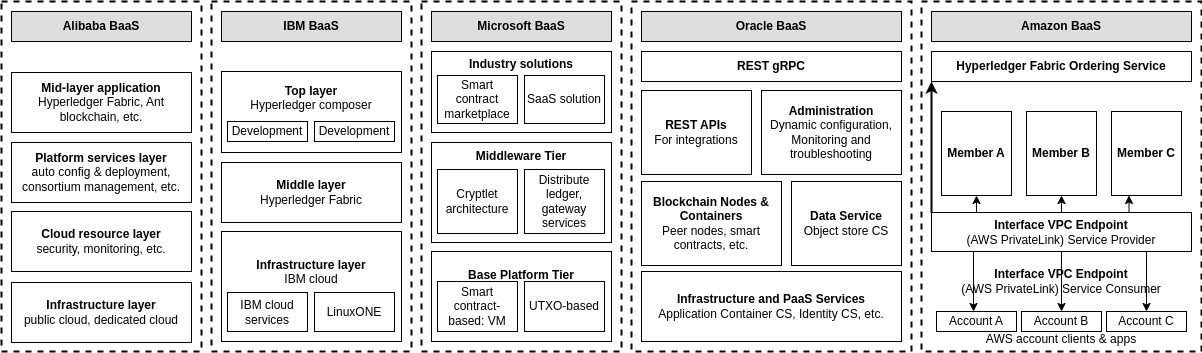 Alibaba BaaS
Mid-layer application
Hyperledger Fabric, Ant
blockchain, etc.
Platform services layer
auto config & deployment,
consortium management, etc.
Cloud resource layer
security, monitoring, etc.
Infrastructure layer
public cloud, dedicated cloud
IBM BaaS
Top layer
Hyperledger composer
Development
Development
Middle layer
Hyperledger Fabric
Infrastructure layer
IBM cloud
IBM cloud
services
LinuxONE
Microsoft BaaS
Industry solutions
Smart
contract
marketplace
SaaS solution
Middleware Tier
Cryptlet
architecture
Distribute
ledger,
gateway
services
Base Platform Tier
Smart
contract-
based: VM
UTXO-based
Oracle BaaS
REST gRPC
REST APIs
For integrations
Administration
Dynamic configuration,
Monitoring and
troubleshooting
Blockchain Nodes &
Containers
Peer nodes, smart
contracts, etc.
Data Service
Object store CS
Infrastructure and PaaS Services
Application Container CS, Identity CS, etc.
Amazon BaaS
Hyperledger Fabric Ordering Service
Member A
Member B
Member C
Interface VPC Endpoint
(AWS PrivateLink) Service Provider
Interface VPC Endpoint
(AWS PrivateLink) Service Consumer
Account A
Account B
Account C
AWS account clients & apps